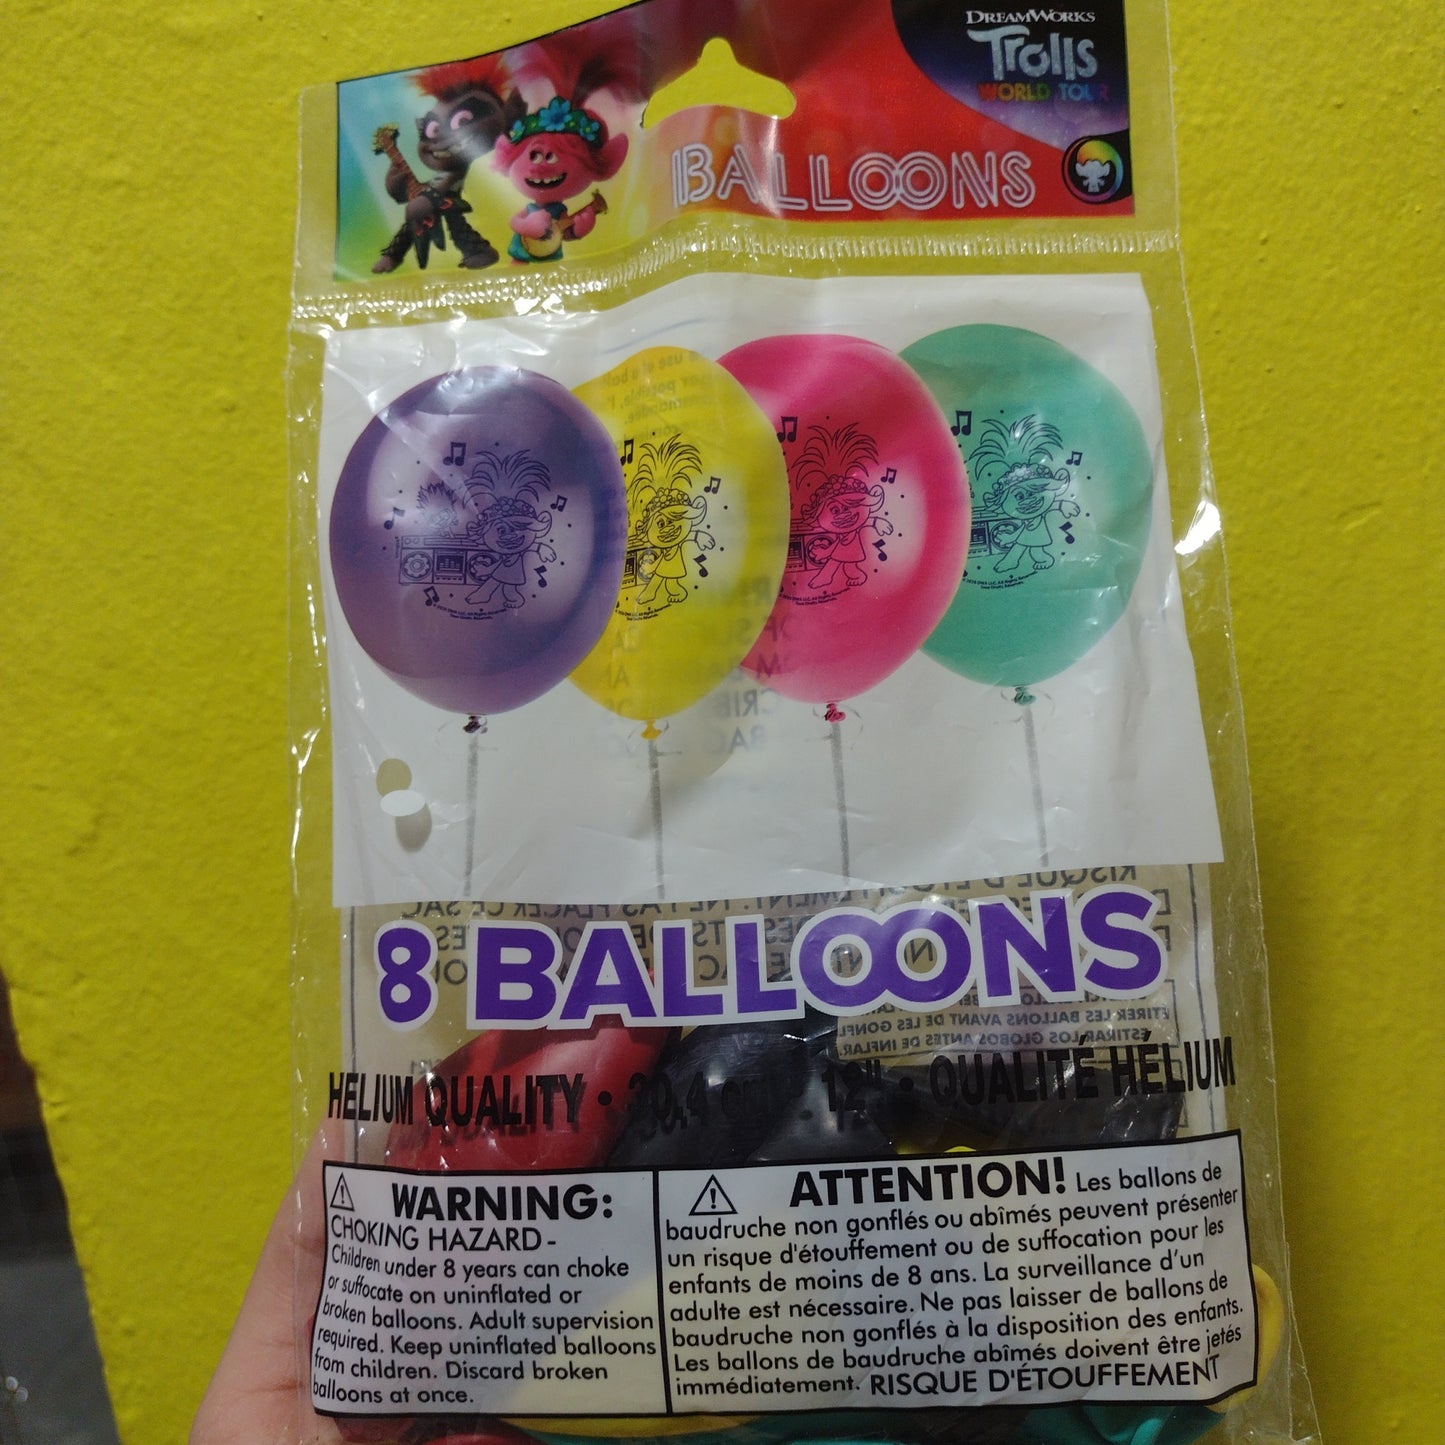 DREAMWORKS
Trolls
WORLD TOUR
BALLOONS
8 BALLOONS
HELIUM QUALITY • 30,4 cm • 12" • QUALITÉ HÉLIUM
WARNING:
CHOKING HAZARD -
Children under 8 years can choke
or suffocate on uninflated or
broken balloons. Adult supervision
required. Keep uninflated balloons
from children. Discard broken
balloons at once.
ATTENTION! Les ballons de
baudruche non gonflés ou abîmés peuvent présenter
un risque d'étouffement ou de suffocation pour les
enfants de moins de 8 ans. La surveillance d'un
adulte est nécessaire. Ne pas laisser de ballons de
baudruche non gonflés à la disposition des enfants.
Les ballons de baudruche abîmés doivent être jetés
immédiatement. RISQUE D'ÉTOUFFEMENT